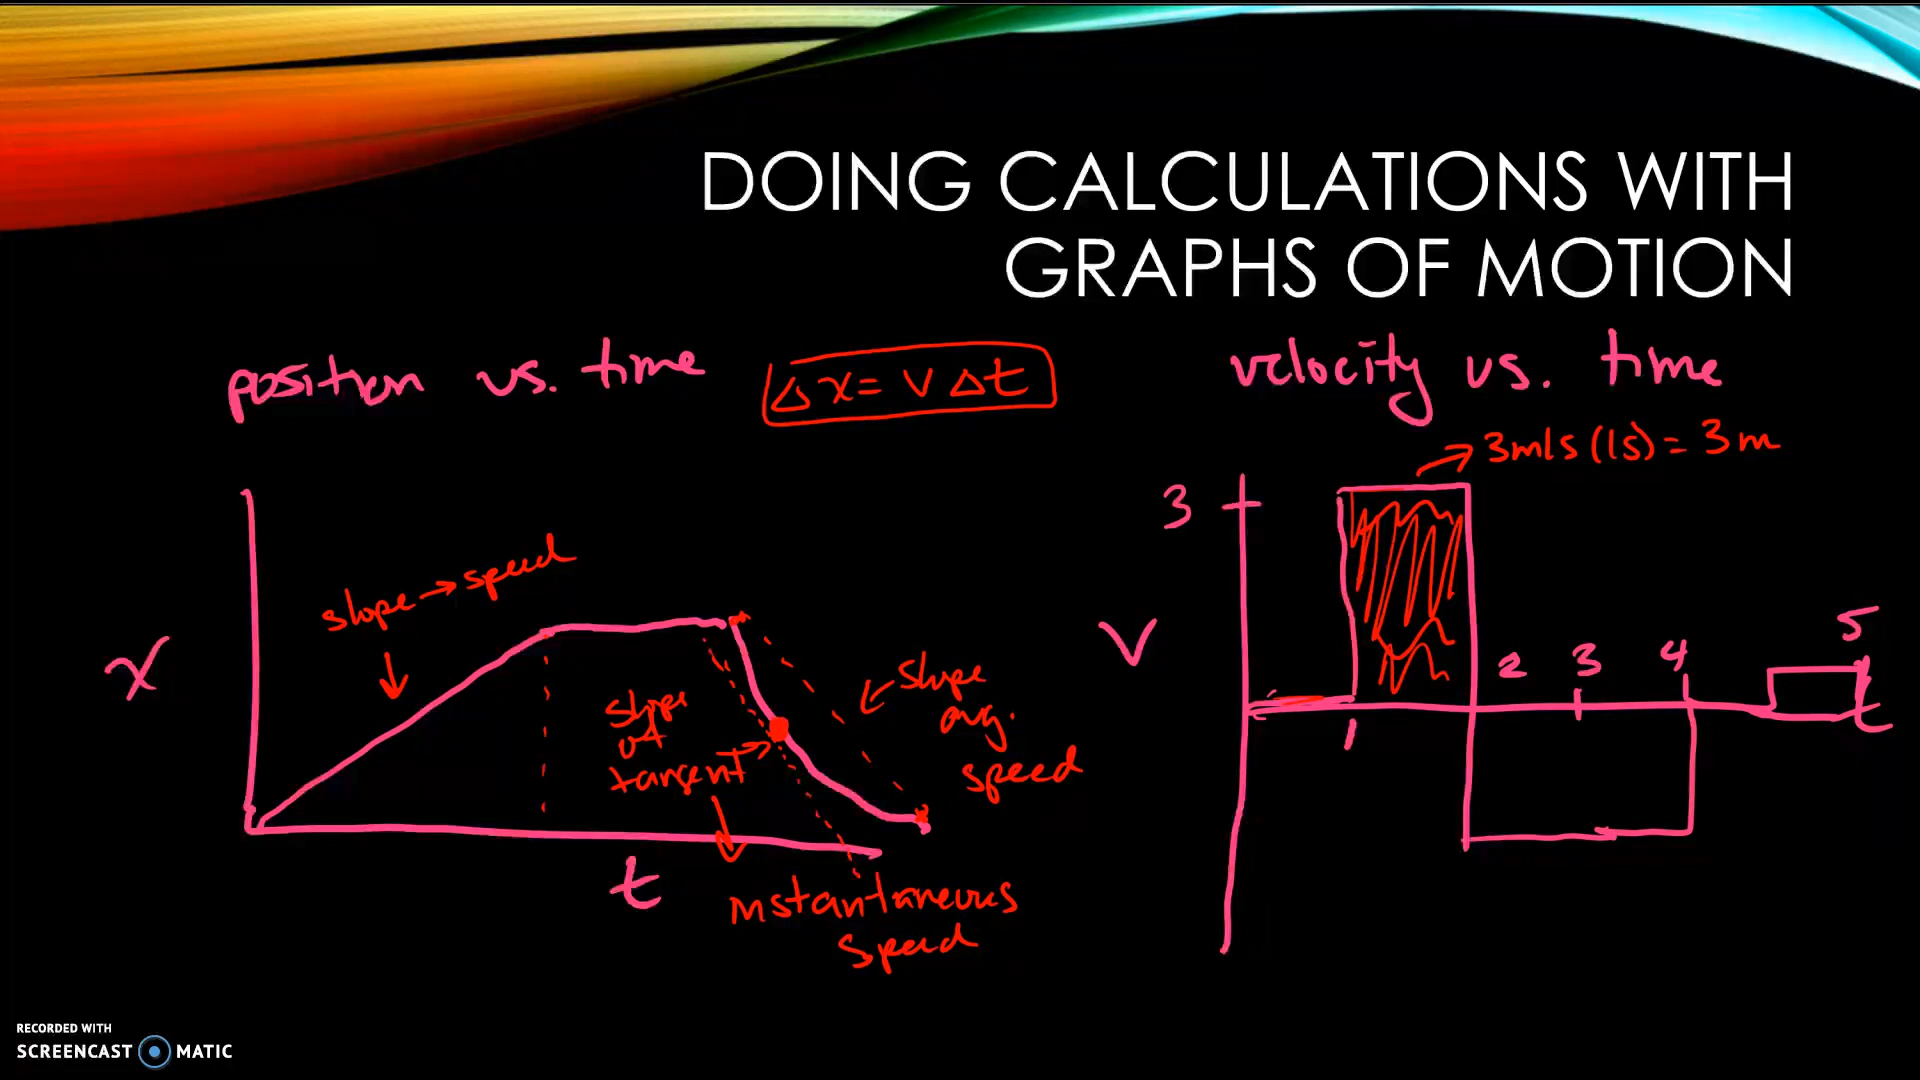 DOING CALCULATIONS WITH
GRAPHS OF MOTION
position vs. time
Δx = v Δt
velocity vs. time
→ 3m/s (1s) = 3m
3
slope → speed
x
slope
of
tangent
← slope
avg.
speed
t
instantaneous
speed
v
1
2
3
4
5
t
RECORDED WITH
SCREENCAST MATIC